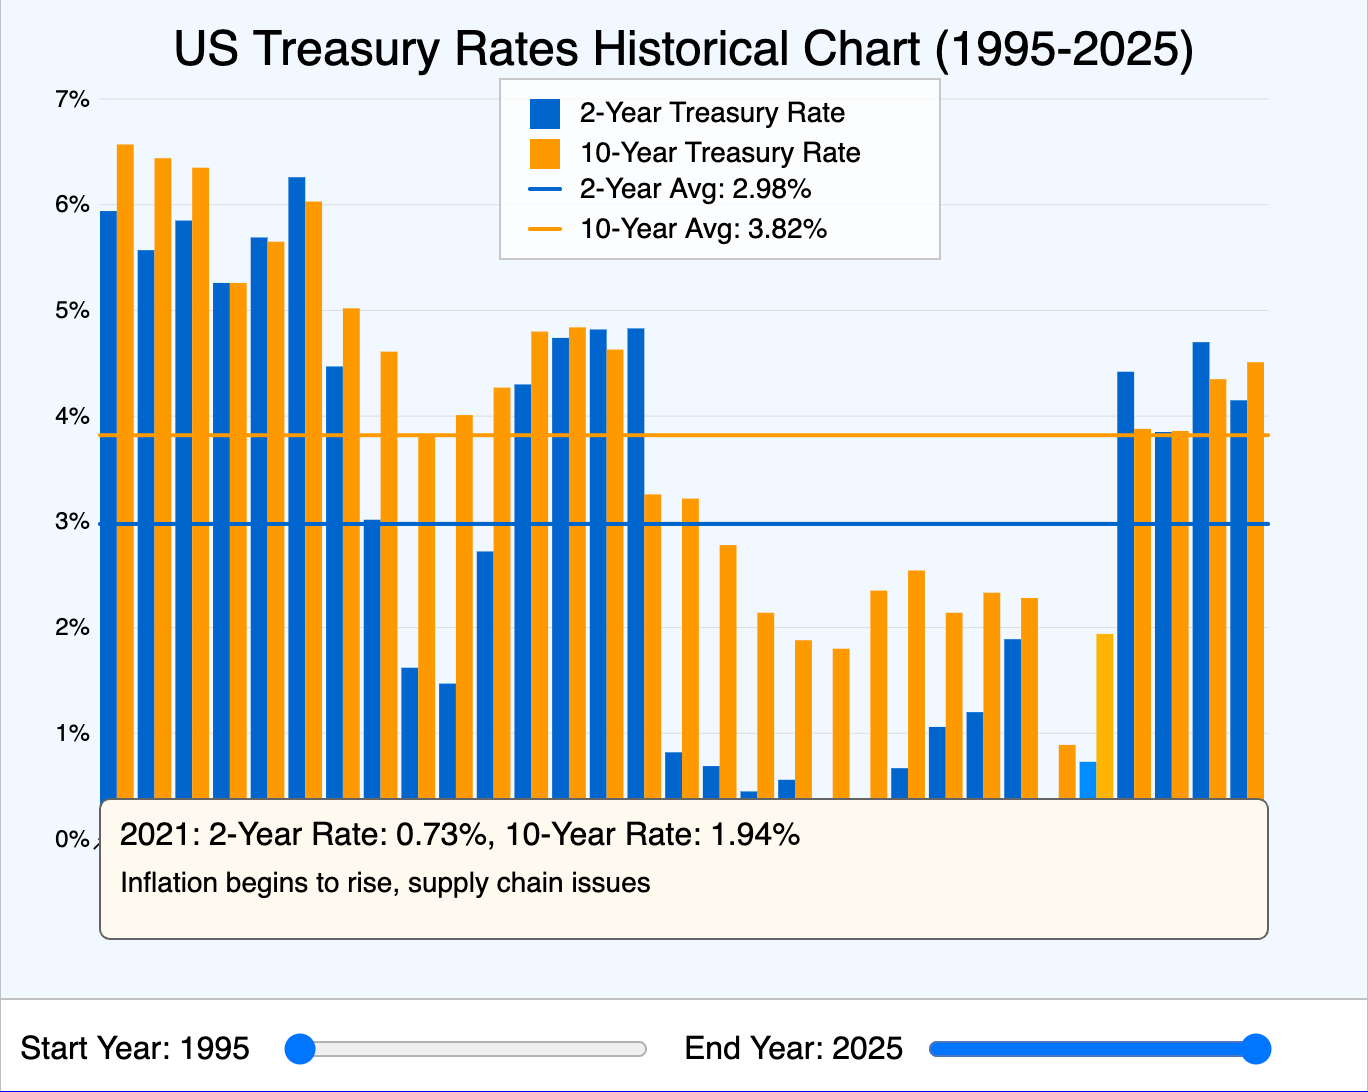 US Treasury Rates Historical Chart (1995-2025)
2-Year Treasury Rate
10-Year Treasury Rate
2-Year Avg: 2.98%
10-Year Avg: 3.82%
7%
6%
5%
4%
3%
2%
1%
0%
2021: 2-Year Rate: 0.73%, 10-Year Rate: 1.94%
Inflation begins to rise, supply chain issues
Start Year: 1995
End Year: 2025